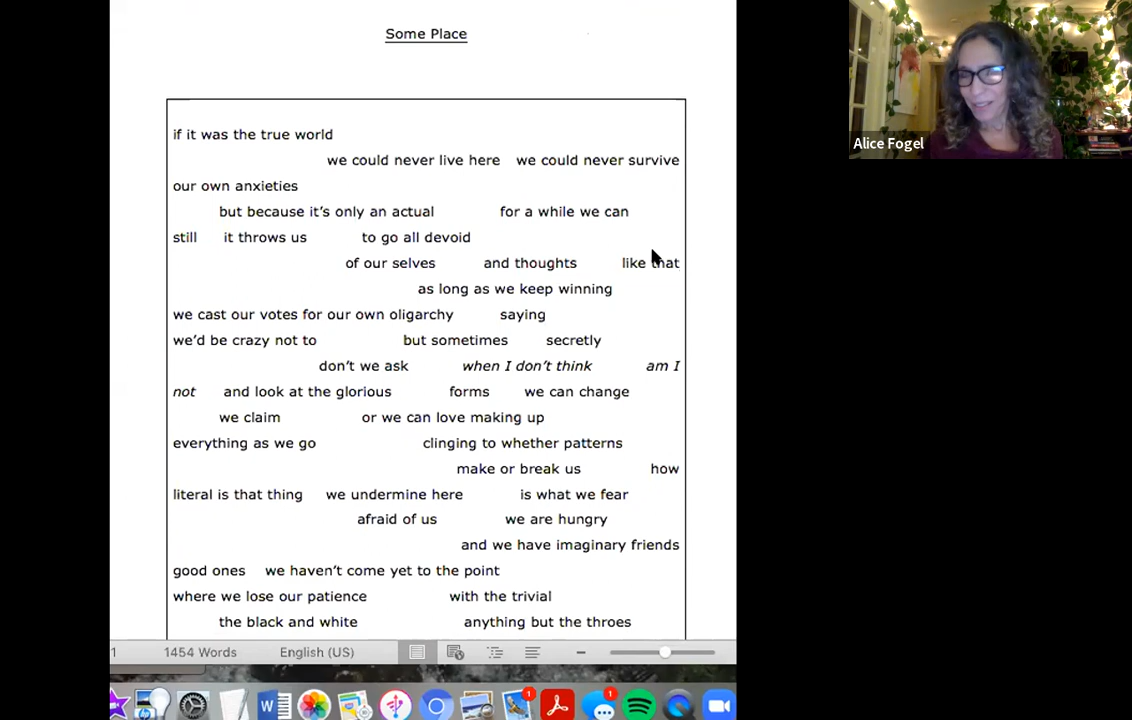 Some Place
if it was the true world
we could never live here we could never survive
our own anxieties
but because it's only an actual for a while we can
still it throws us to go all devoid
of our selves and thoughts like that
as long as we keep winning
we cast our votes for our own oligarchy saying
we'd be crazy not to but sometimes secretly
don't we ask when I don't think am I
not and look at the glorious forms we can change
we claim or we can love making up
everything as we go clinging to whether patterns
make or break us how
literal is that thing we undermine here is what we fear
afraid of us we are hungry
and we have imaginary friends
good ones we haven't come yet to the point
where we lose our patience with the trivial
the black and white anything but the throes
1 1454 Words English (US)
W 1 1
Alice Fogel